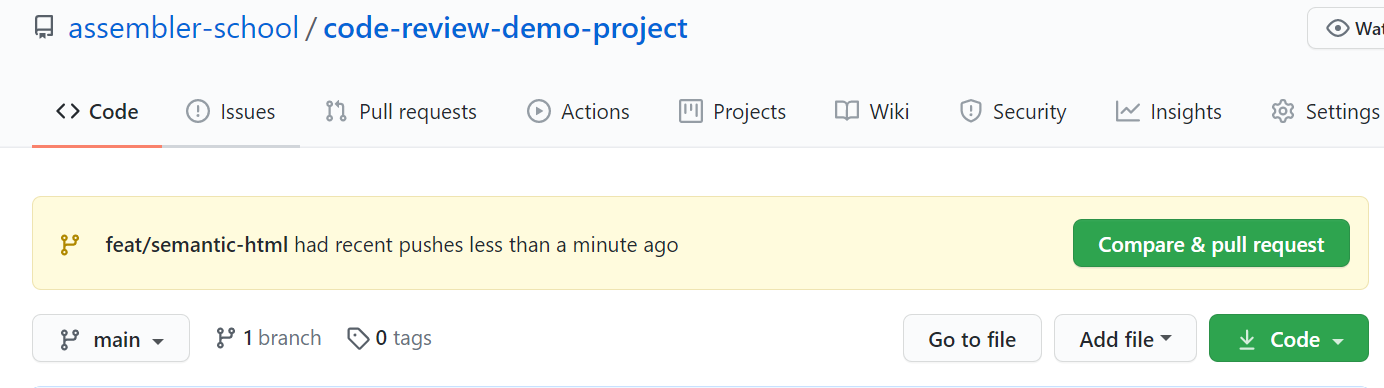 assembler-school / code-review-demo-project
Wat
Code Issues Pull requests Actions Projects Wiki Security Insights Settings
feat/semantic-html had recent pushes less than a minute ago
Compare & pull request
main 1 branch 0 tags Go to file Add file Code